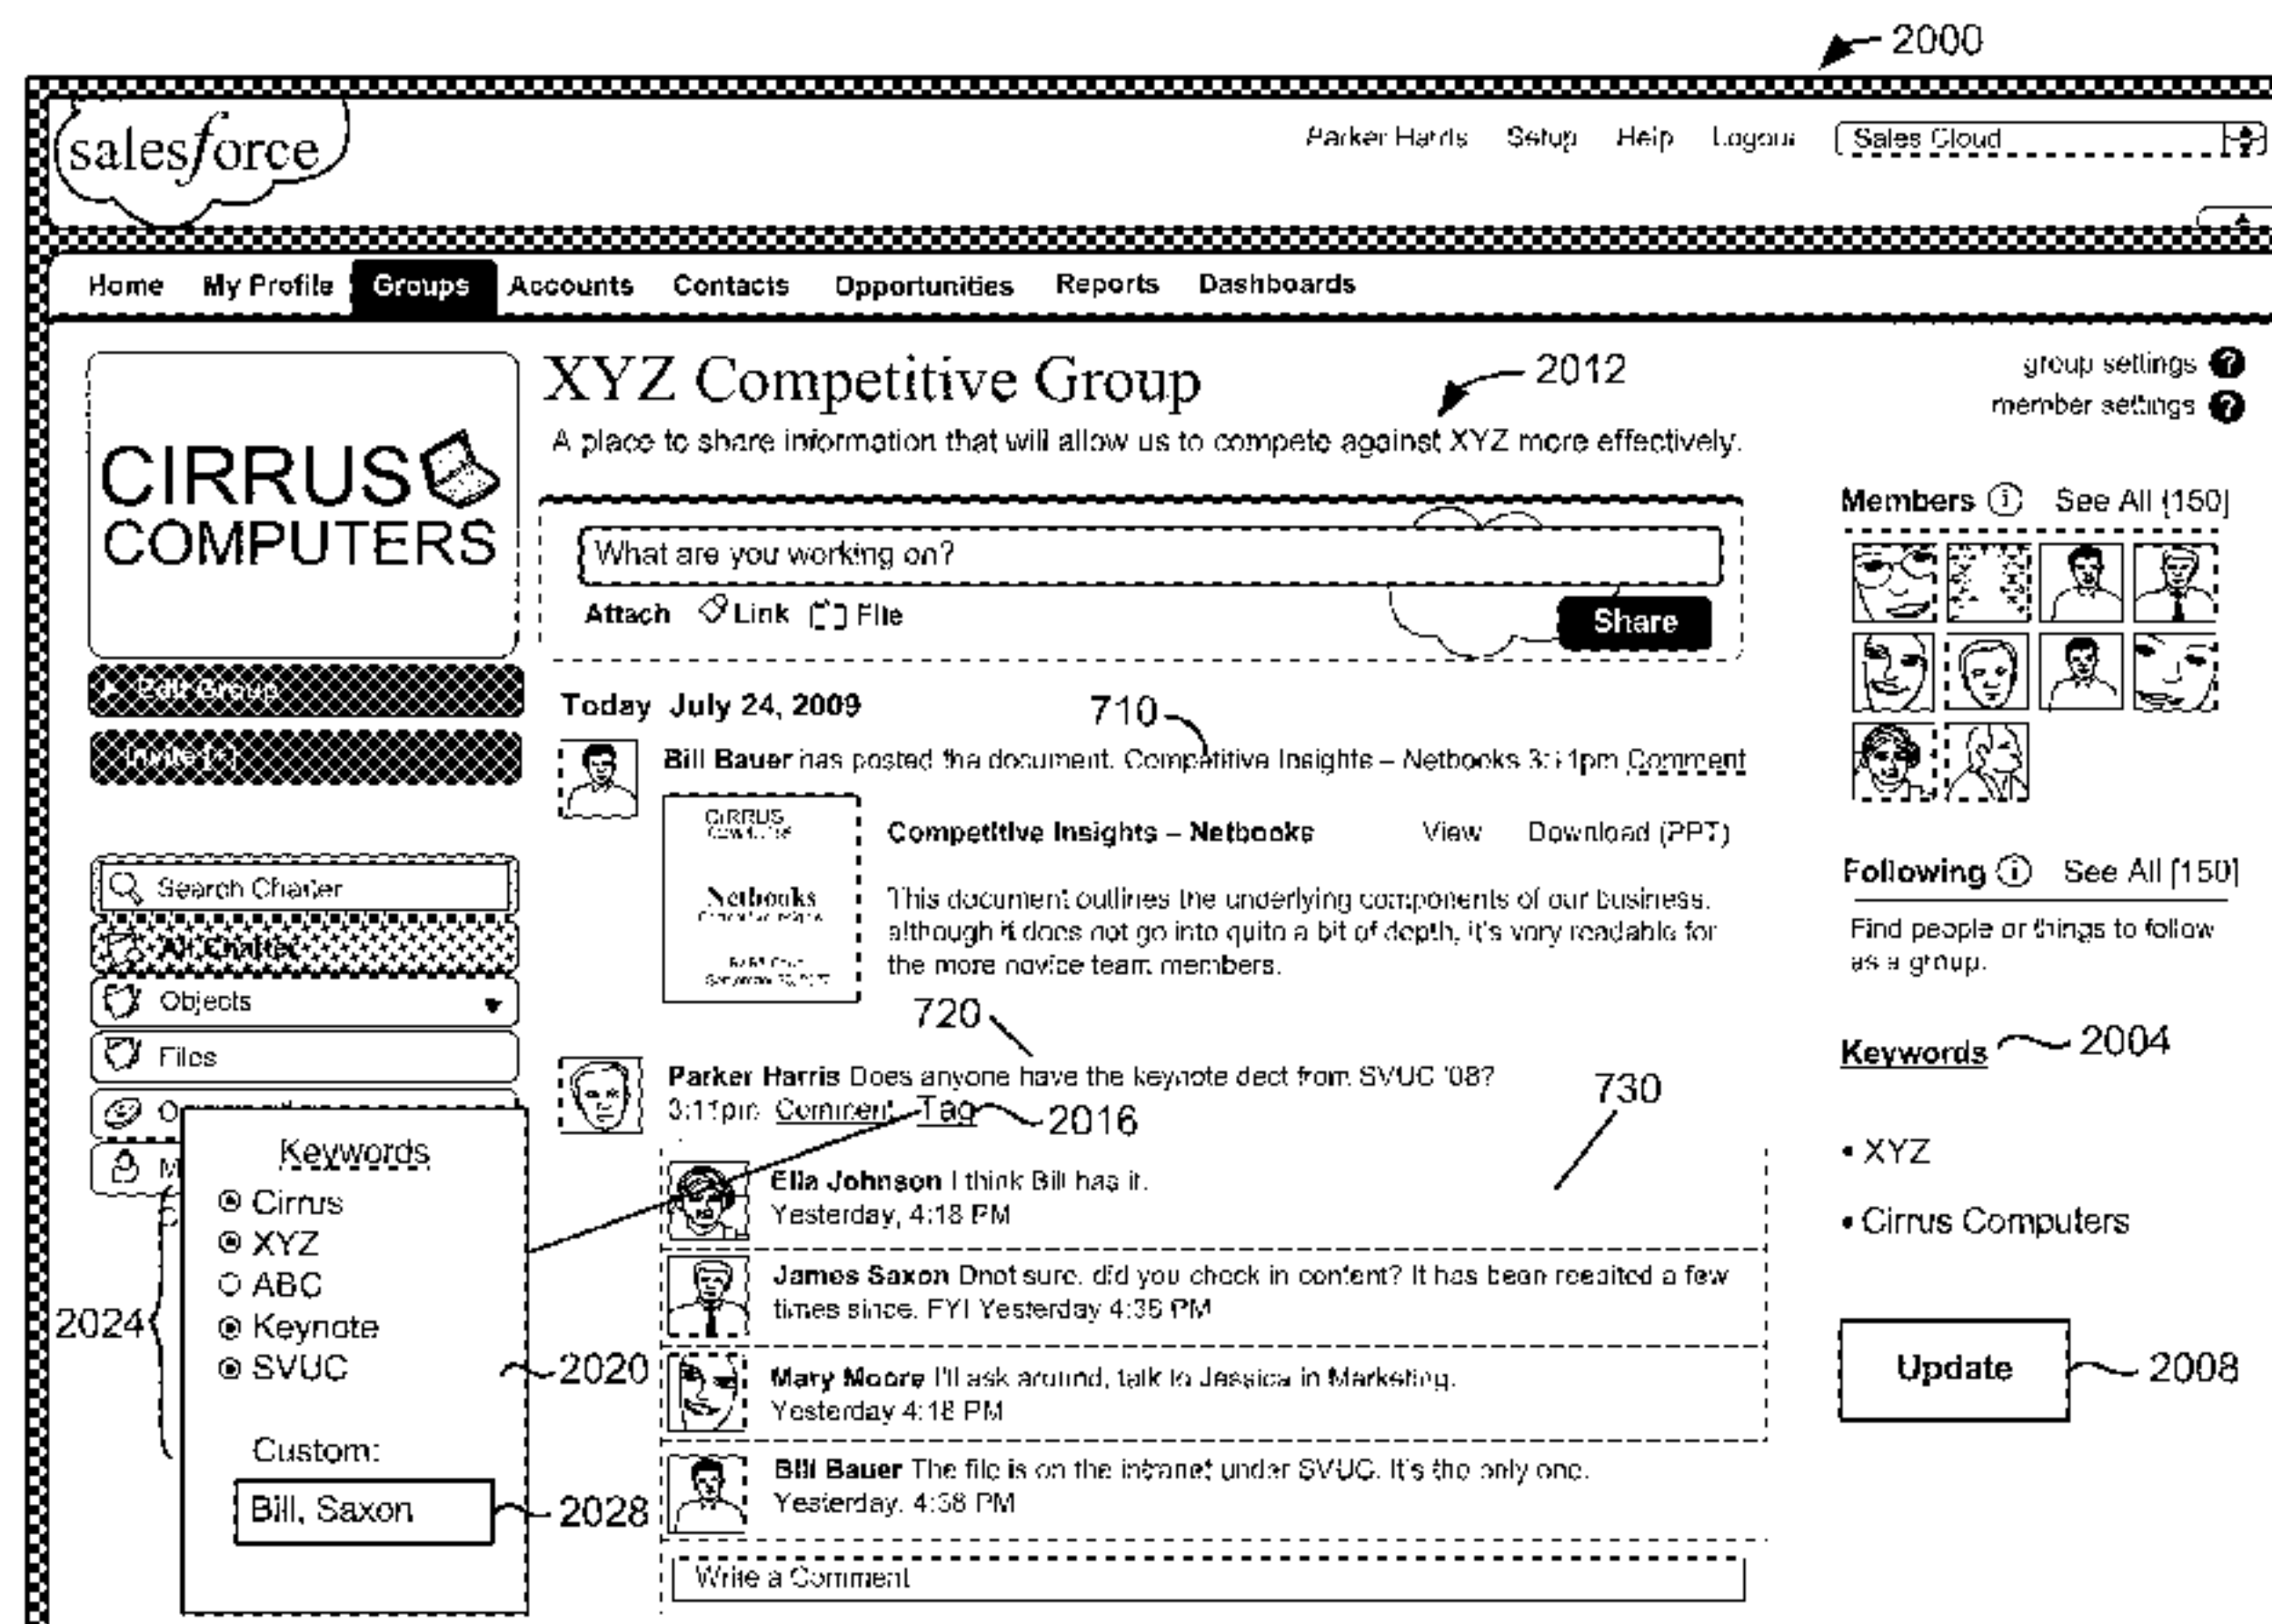 2000
salesforce
Parker Harris Setup Help Logout Sales Cloud
Home My Profile Groups Accounts Contacts Opportunities Reports Dashboards
CIRRUS
COMPUTERS
Edit Group
Invite [+]
Search Chatter
All Chatter
Objects
Files
XYZ Competitive Group
2012
A place to share information that will allow us to compete against XYZ more effectively.
What are you working on?
Attach Link File
Share
Today July 24, 2009
710
Bill Bauer has posted the document. Competitive Insights – Netbooks Comment
CIRRUS
Netbooks
Competitive Insights – Netbooks View Download (PPT)
This document outlines the underlying components of our business.
although it does not go into quite a bit of depth, it's very readable for
the more novice team members.
720
Parker Harris Does anyone have the keynote dect from SVUC '08?
3:11pm Comment Tag
2016
730
Ella Johnson I think Bill has it.
Yesterday, 4:18 PM
James Saxon Dnot sure. did you check in content? It has been reedited a few
times since. FYI Yesterday 4:36 PM
Mary Moore I'll ask around, talk to Jessica in Marketing.
Yesterday 4:18 PM
Bill Bauer The file is on the intranet under SVUC. It's the only one.
Yesterday. 4:38 PM
Write a Comment
Keywords
Cirrus
XYZ
ABC
Keynote
SVUC
Custom:
Bill, Saxon
2024
2020
2028
group settings ?
member settings ?
Members i See All [150]
Following i See All [150]
Find people or things to follow
as a group.
Keywords
2004
• XYZ
• Cirrus Computers
Update
2008